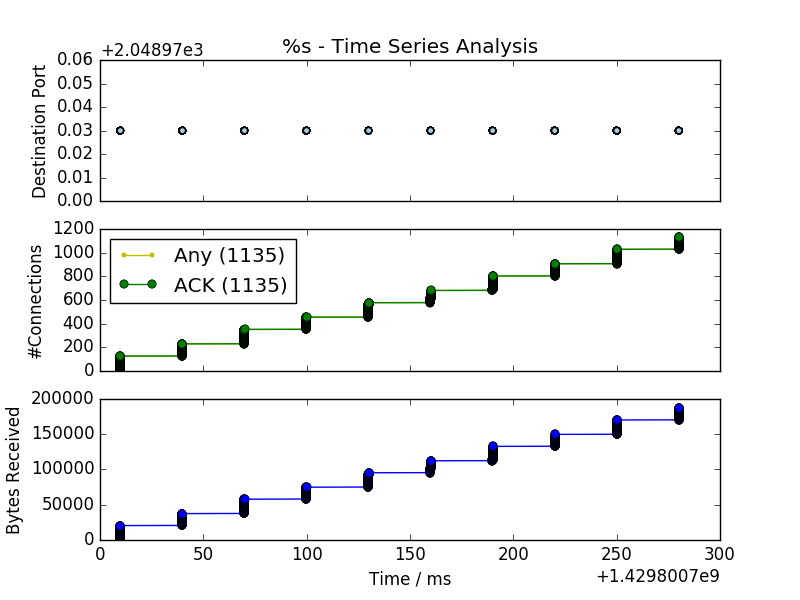 %s - Time Series Analysis
+2.04897e3
0.06
0.05
0.04
0.03
0.02
0.01
0.00
Destination Port
1200
1000
800
600
400
200
0
#Connections
Any (1135)
ACK (1135)
200000
150000
100000
50000
0
Bytes Received
0 50 100 150 200 250 300
Time / ms
+1.4298007e9